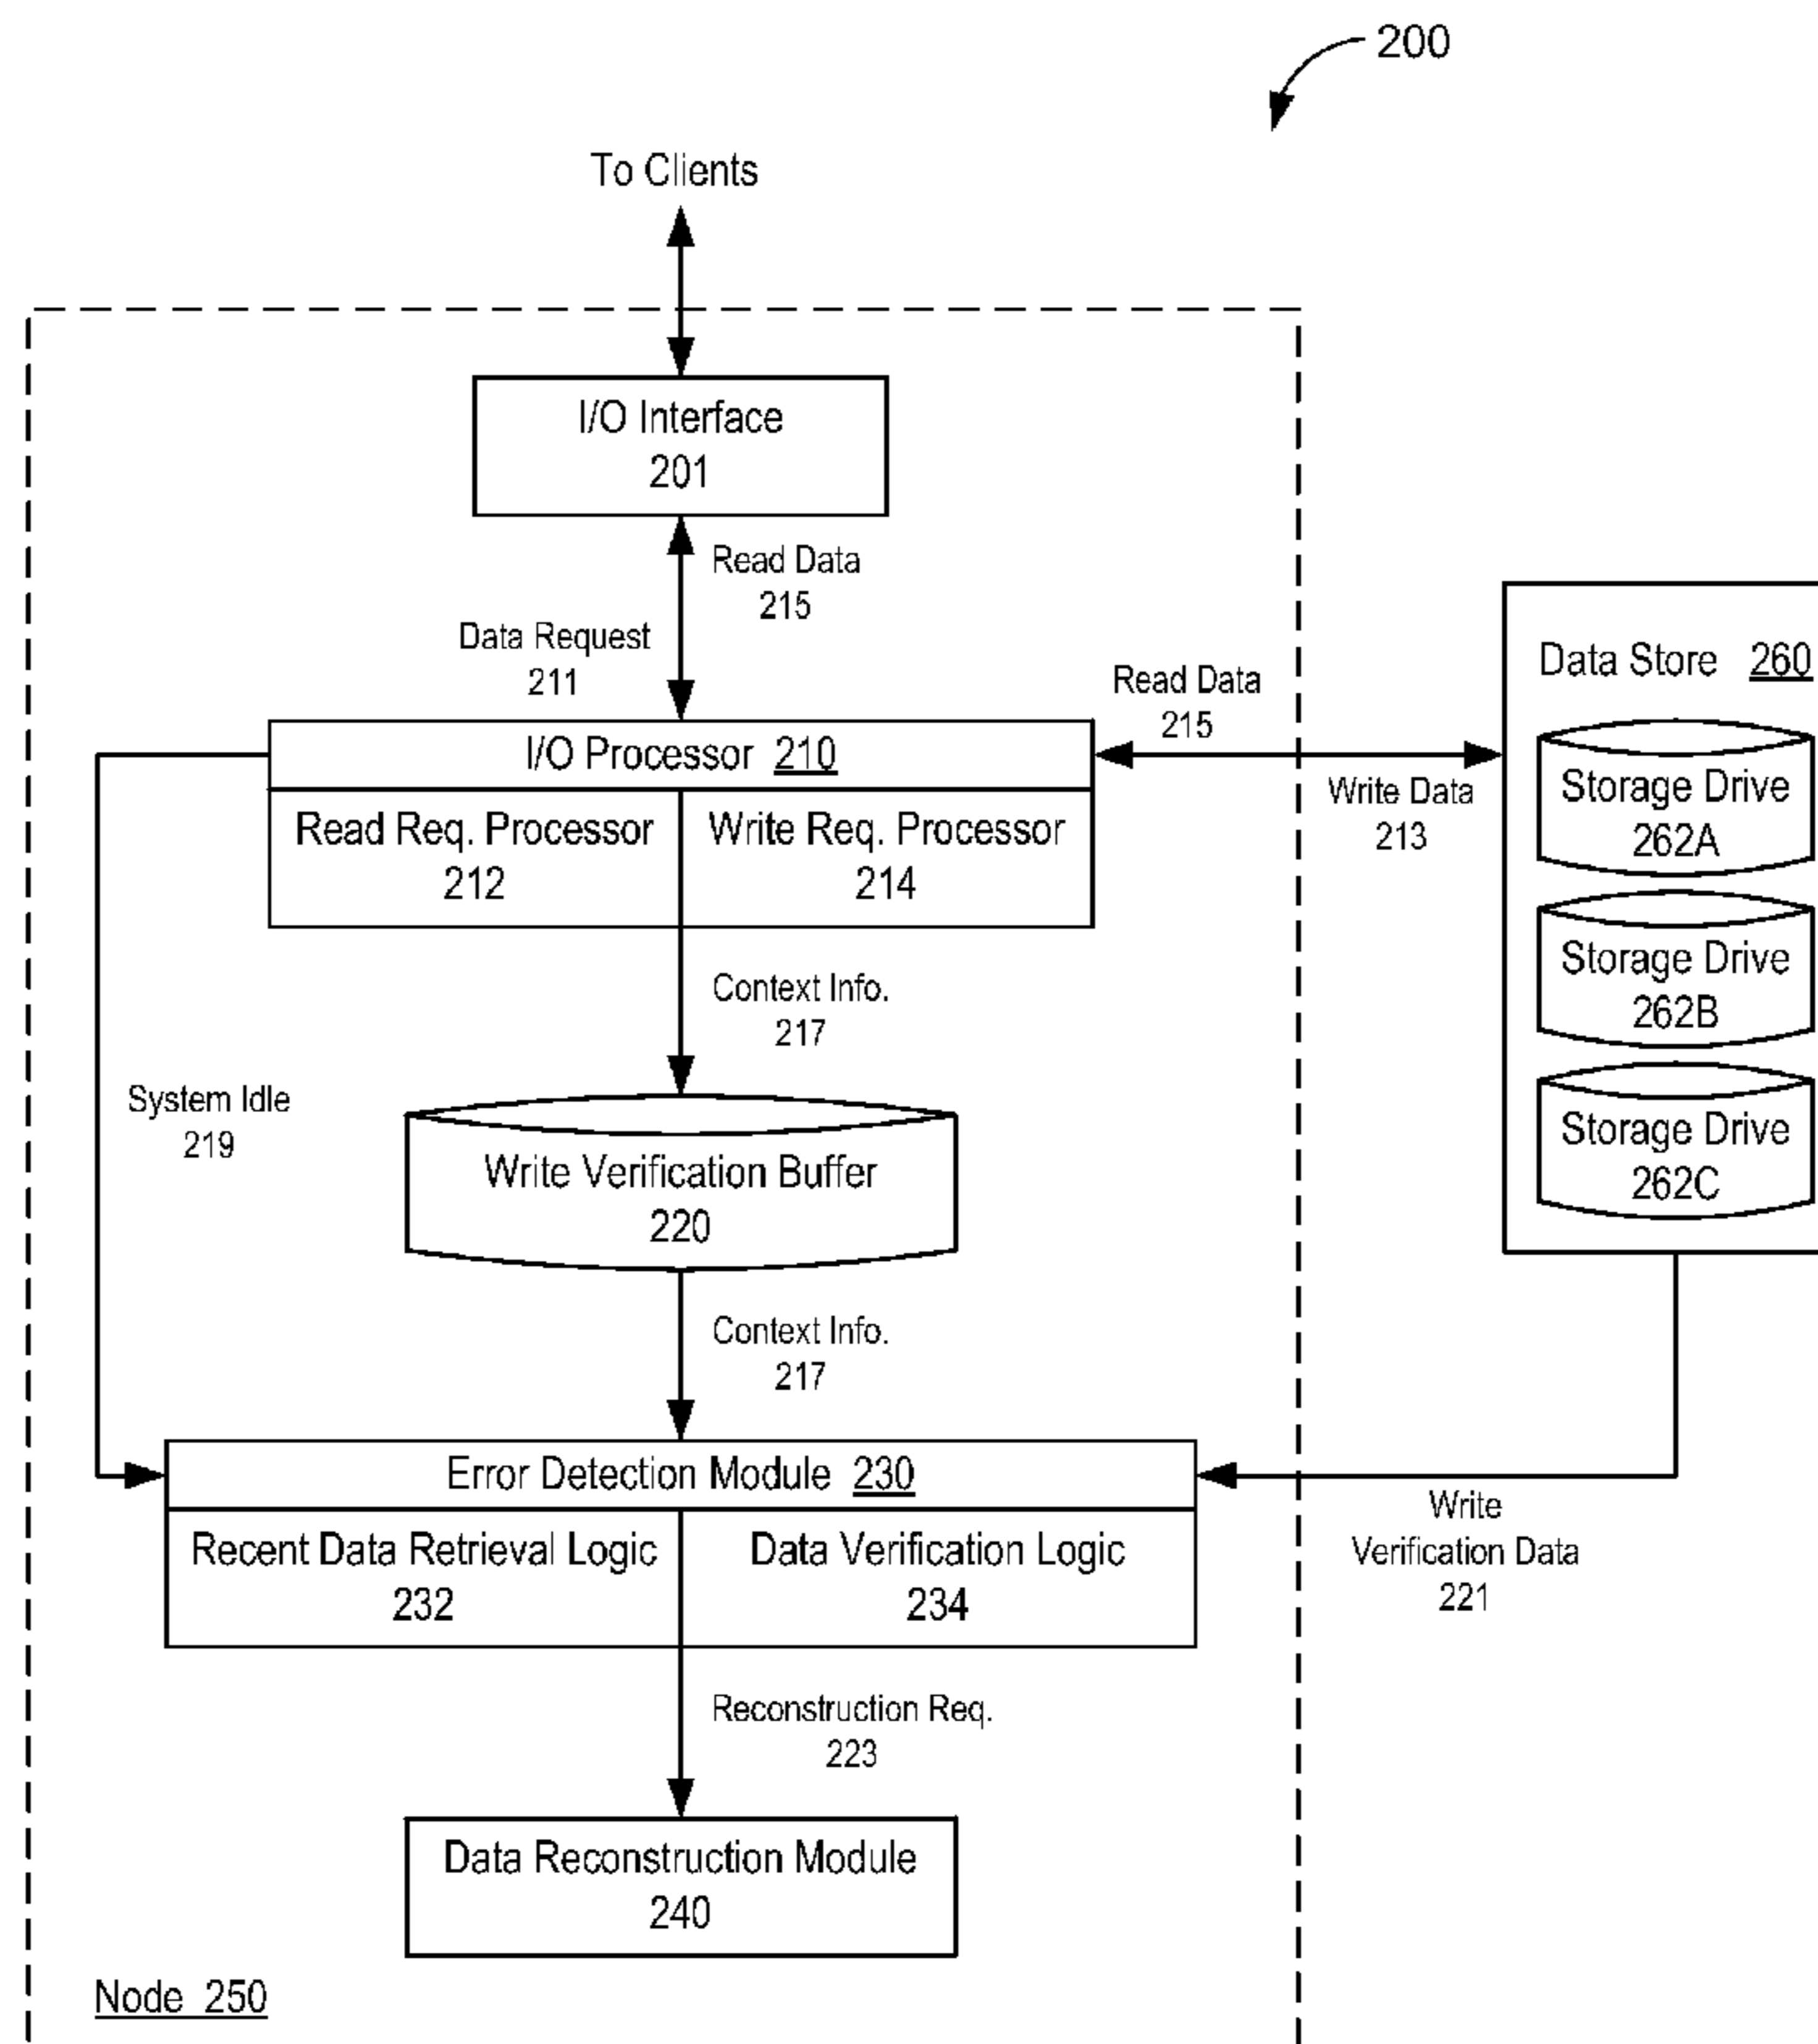 200
To Clients
I/O Interface
201
Read Data
215
Data Request
211
Read Data
215
Write Data
213
I/O Processor 210
Read Req. Processor
212
Write Req. Processor
214
Data Store 260
Storage Drive
262A
Storage Drive
262B
Storage Drive
262C
Context Info.
217
System Idle
219
Write Verification Buffer
220
Context Info.
217
Error Detection Module 230
Recent Data Retrieval Logic
232
Data Verification Logic
234
Write
Verification Data
221
Reconstruction Req.
223
Data Reconstruction Module
240
Node 250